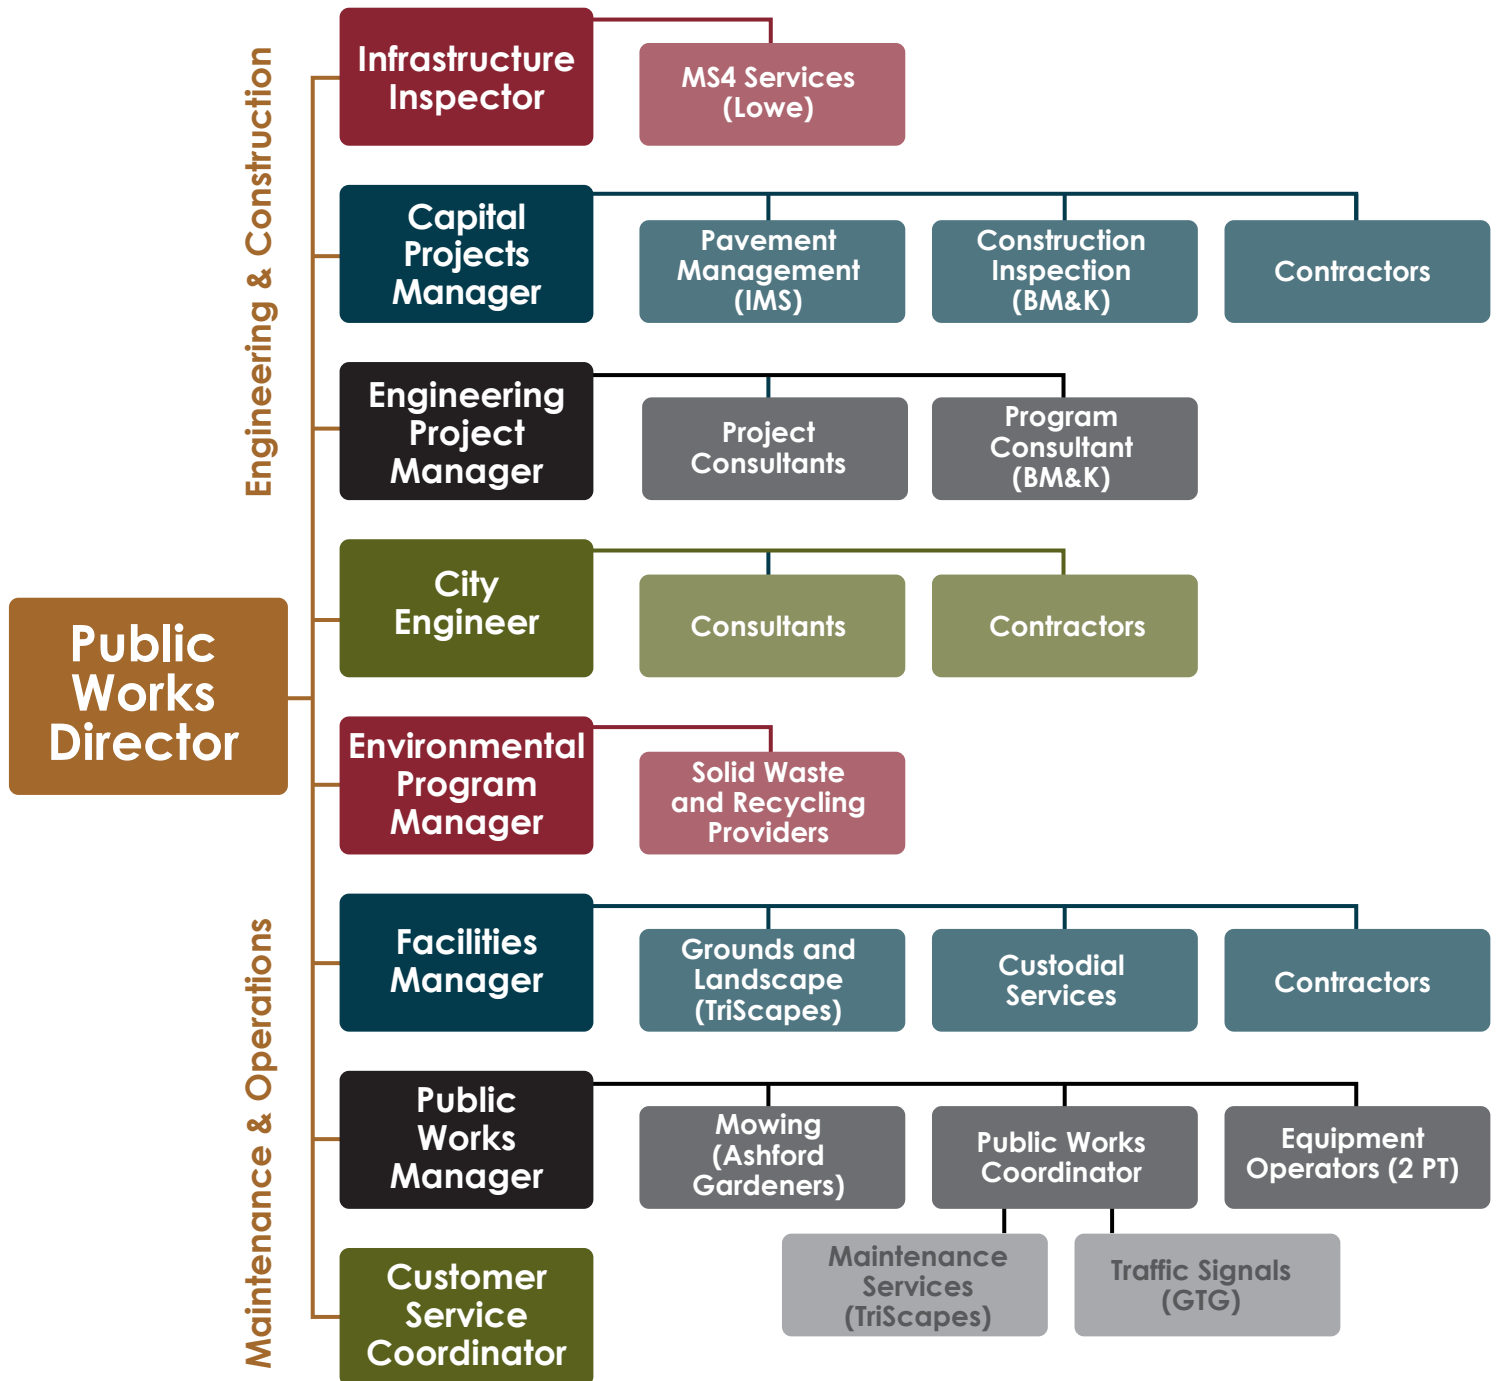 Engineering & Construction
Infrastructure
Inspector
MS4 Services
(Lowe)
Capital
Projects
Manager
Pavement
Management
(IMS)
Construction
Inspection
(BM&K)
Contractors
Engineering
Project
Manager
Project
Consultants
Program
Consultant
(BM&K)
City
Engineer
Consultants
Contractors
Public
Works
Director
Environmental
Program
Manager
Solid Waste
and Recycling
Providers
Maintenance & Operations
Facilities
Manager
Grounds and
Landscape
(TriScapes)
Custodial
Services
Contractors
Public
Works
Manager
Mowing
(Ashford
Gardeners)
Public Works
Coordinator
Equipment
Operators (2 PT)
Maintenance
Services
(TriScapes)
Traffic Signals
(GTG)
Customer
Service
Coordinator